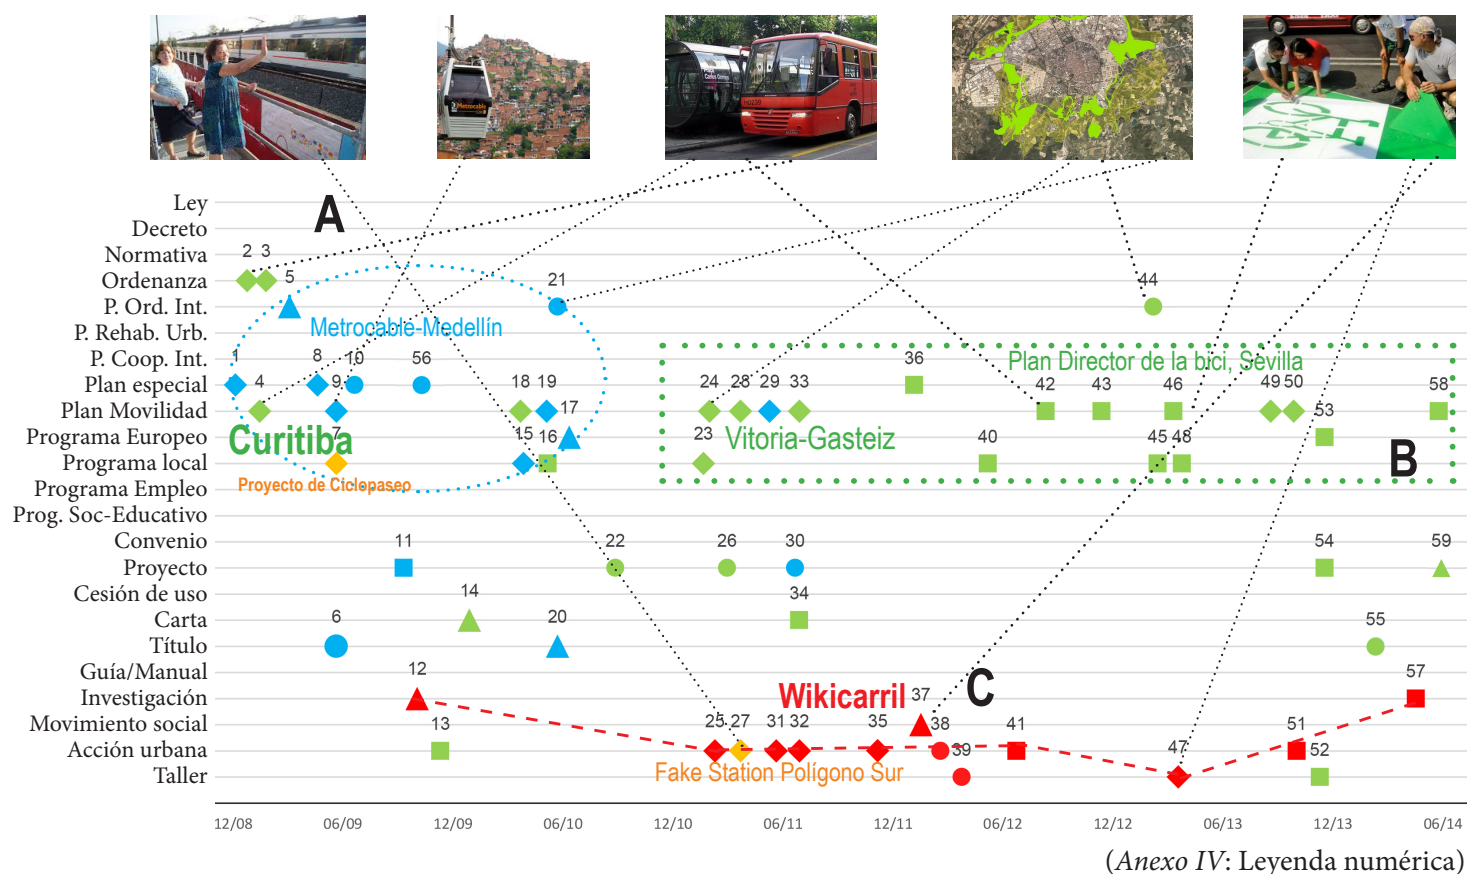 Metrocable
A
Ley
Decreto
Normativa
2 3
Ordenanza
5
21
44
P. Ord. Int.
Metrocable-Medellín
P. Rehab. Urb.
P. Coop. Int.
1 8 10 56
36
Plan Director de la bici, Sevilla
Plan especial
4 9 18 19
24 28 29 33
42 43 46 49 50 58
Plan Movilidad
17
53
Programa Europeo
Curitiba
7 15 16
23
Vitoria-Gasteiz
40 45 48
B
Programa local
Proyecto de Ciclopaseo
Programa Empleo
Prog. Soc-Educativo
Convenio
11 22 26 30 54 59
Proyecto
Cesión de uso
14 34
Carta
6 20 55
Título
Guía/Manual
12 57
Investigación
Wikicarril
37
C
Movimiento social
13 25 27 31 32 35 38 41 51
Acción urbana
39 47 52
Fake Station Polígono Sur
Taller
12/08 06/09 12/09 06/10 12/10 06/11 12/11 06/12 12/12 06/13 12/13 06/14
(Anexo IV: Leyenda numérica)